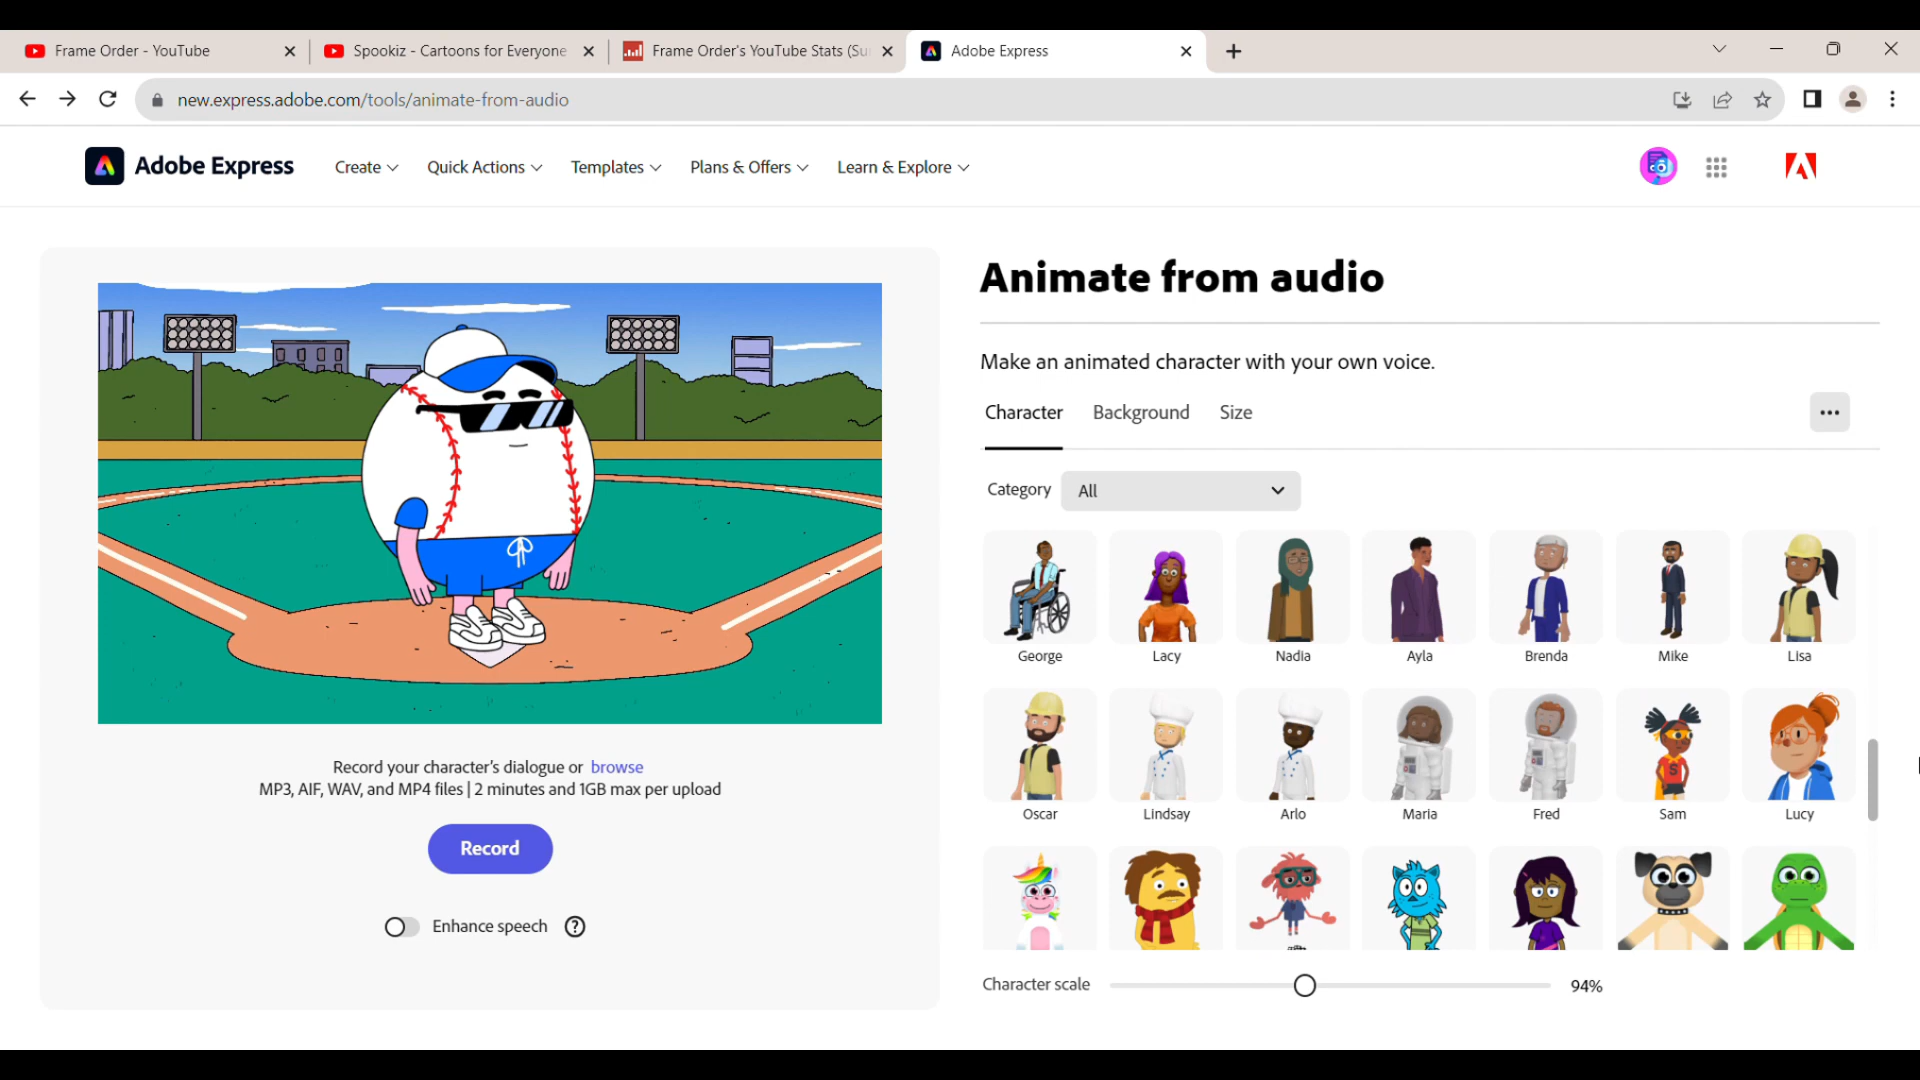 Frame Order - YouTube
Spookiz - Cartoons for Everyone
Frame Order's YouTube Stats (Su
Adobe Express
new.express.adobe.com/tools/animate-from-audio
Adobe Express
Create
Quick Actions
Templates
Plans & Offers
Learn & Explore
Animate from audio
Make an animated character with your own voice.
Character
Background
Size
Category
All
George
Lacy
Nadia
Ayla
Brenda
Mike
Lisa
Oscar
Lindsay
Arlo
Maria
Fred
Sam
Lucy
Character scale
94%
Record your character's dialogue or browse
MP3, AIF, WAV, and MP4 files | 2 minutes and 1GB max per upload
Record
Enhance speech